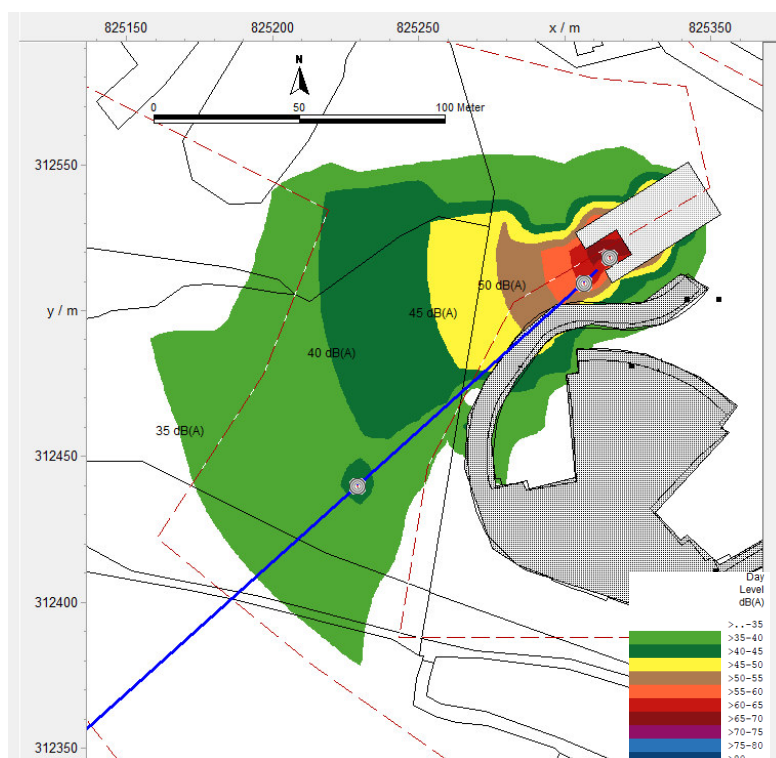 825150 825200 825250 x / m 825350
N
0 50 100 Meter
312550
y / m
50 dB(A)
45 dB(A)
40 dB(A)
35 dB(A)
312450
312400
312350
Day
Level
dB(A)
>..-35
>35-40
>40-45
>45-50
>50-55
>55-60
>60-65
>65-70
>70-75
>75-80
>80